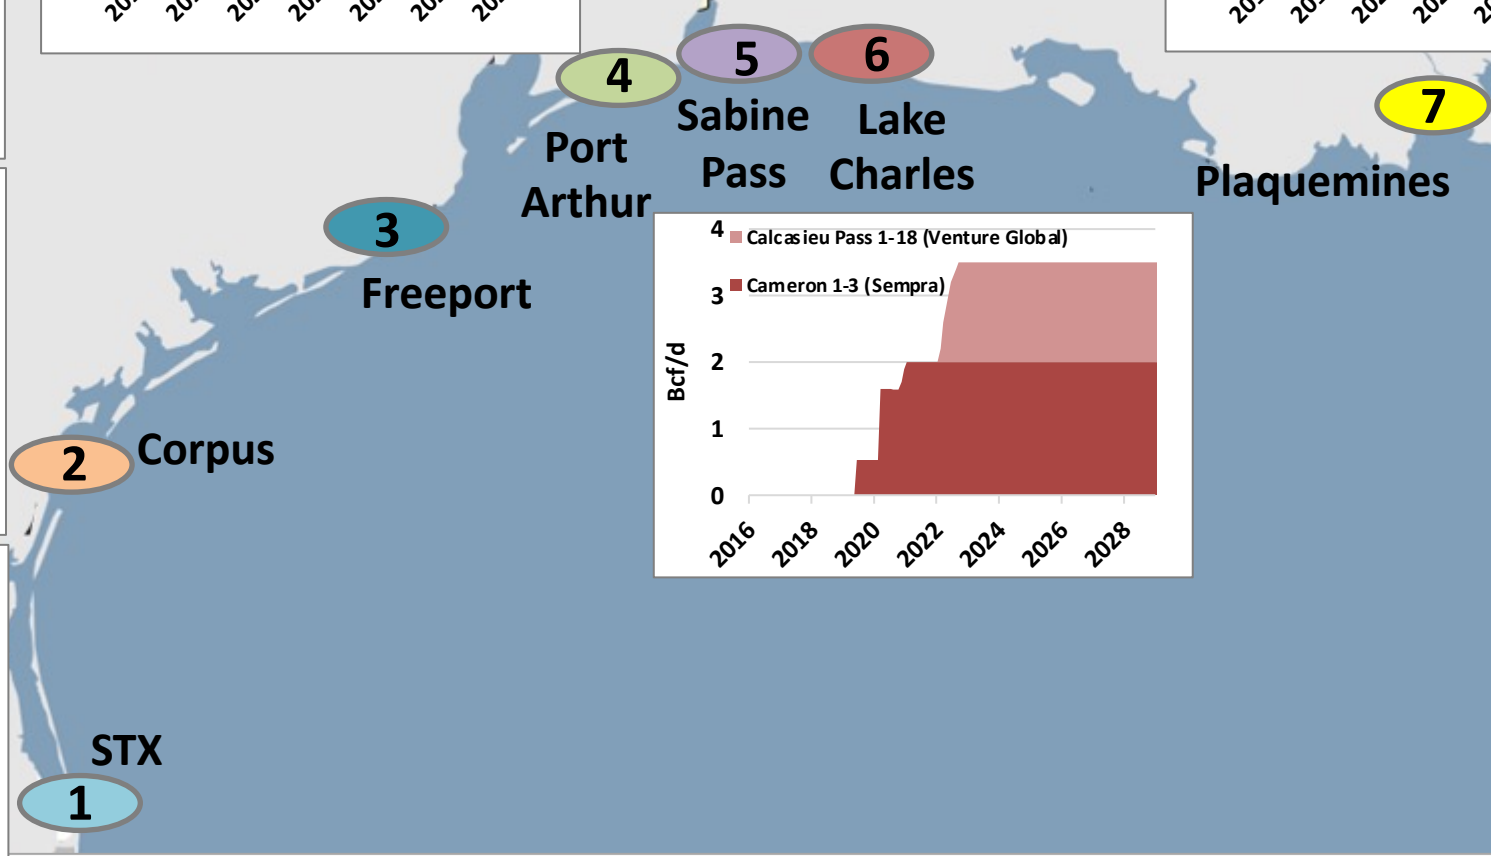 5
6
4
7
Sabine
Pass
Lake
Charles
Port
Arthur
Plaquemines
3
Freeport
4
Calcasieu Pass 1-18 (Venture Global)
Cameron 1-3 (Sempra)
3
2
1
0
Bcf/d
2016
2018
2020
2022
2024
2026
2028
2
Corpus
STX
1